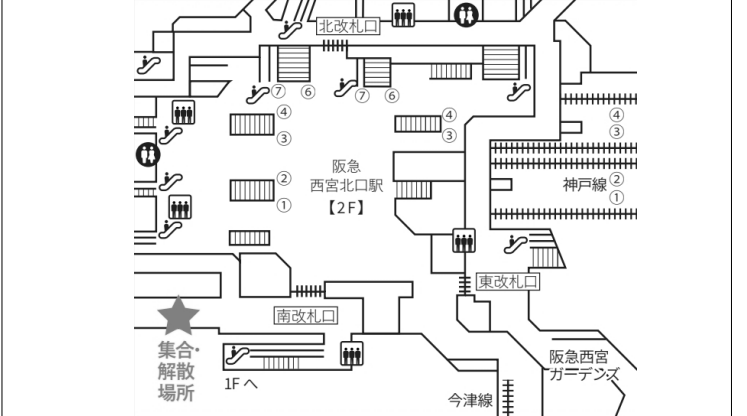 北改札口
⑦ ⑥ ⑦ ⑥
④ ④
③ ③
④
③
阪急
西宮北口駅
【2F】
②
①
神戸線
②
①
東改札口
南改札口
集合・
解散
場所
1Fへ
今津線
阪急西宮
ガーデンズ